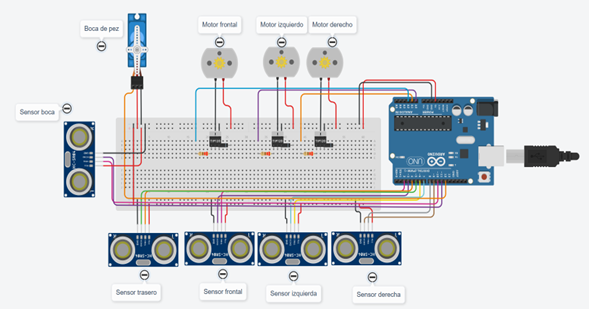 Boca de pez
Motor frontal
Motor izquierdo
Motor derecho
Sensor boca
UNO
ARDUINO
Sensor trasero
Sensor frontal
Sensor izquierda
Sensor derecha